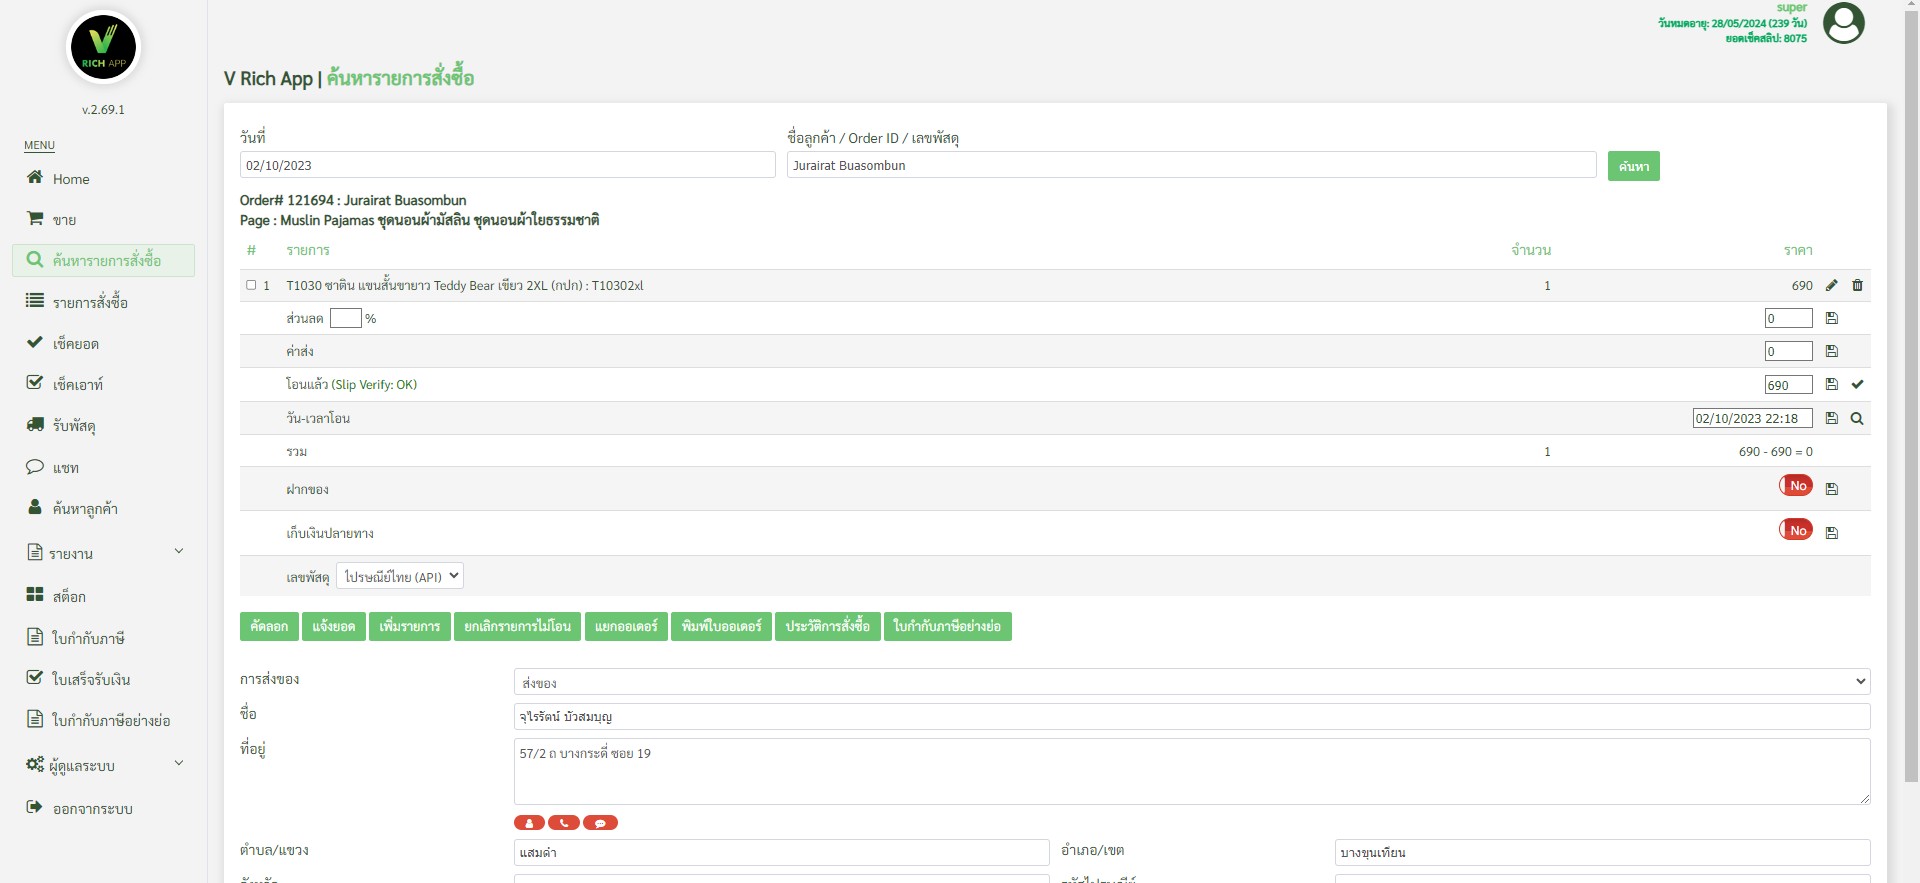 super
วันหมดอายุ: 28/05/2024 (239 วัน)
ยอดเช็คสลิป: 8075
RICH APP
v.2.69.1
MENU
Home
ขาย
ค้นหารายการสั่งซื้อ
รายการสั่งซื้อ
เช็คยอด
เช็คเอาท์
รับพัสดุ
แชท
ค้นหาลูกค้า
รายงาน
สต็อก
ใบกำกับภาษี
ใบเสร็จรับเงิน
ใบกำกับภาษีอย่างย่อ
ผู้ดูแลระบบ
ออกจากระบบ
V Rich App | ค้นหารายการสั่งซื้อ
วันที่ ชื่อลูกค้า / Order ID / เลขพัสดุ
02/10/2023 Jurairat Buasombun ค้นหา
Order# 121694 : Jurairat Buasombun
Page : Muslin Pajamas ชุดนอนผ้ามัสลิน ชุดนอนผ้าใยธรรมชาติ
# รายการ จำนวน ราคา
1 T1030 ซาติน แขนสั้นขายาว Teddy Bear เขียว 2XL (กปก) : T10302xl 1 690
ส่วนลด % 0
ค่าส่ง 0
โอนแล้ว (Slip Verify: OK) 690
วัน-เวลาโอน 02/10/2023 22:18
รวม 1 690 - 690 = 0
ฝากของ No
เก็บเงินปลายทาง No
เลขพัสดุ ไปรษณีย์ไทย (API)
คัดลอก แจ้งยอด เพิ่มรายการ ยกเลิกรายการไม่โอน แยกออเดอร์ พิมพ์ใบออเดอร์ ประวัติการสั่งซื้อ ใบกำกับภาษีอย่างย่อ
การส่งของ ส่งของ
ชื่อ จุไรรัตน์ บัวสมบุญ
ที่อยู่ 57/2 ถ บางกระดี่ ซอย 19
ตำบล/แขวง แสมดำ อำเภอ/เขต บางขุนเทียน